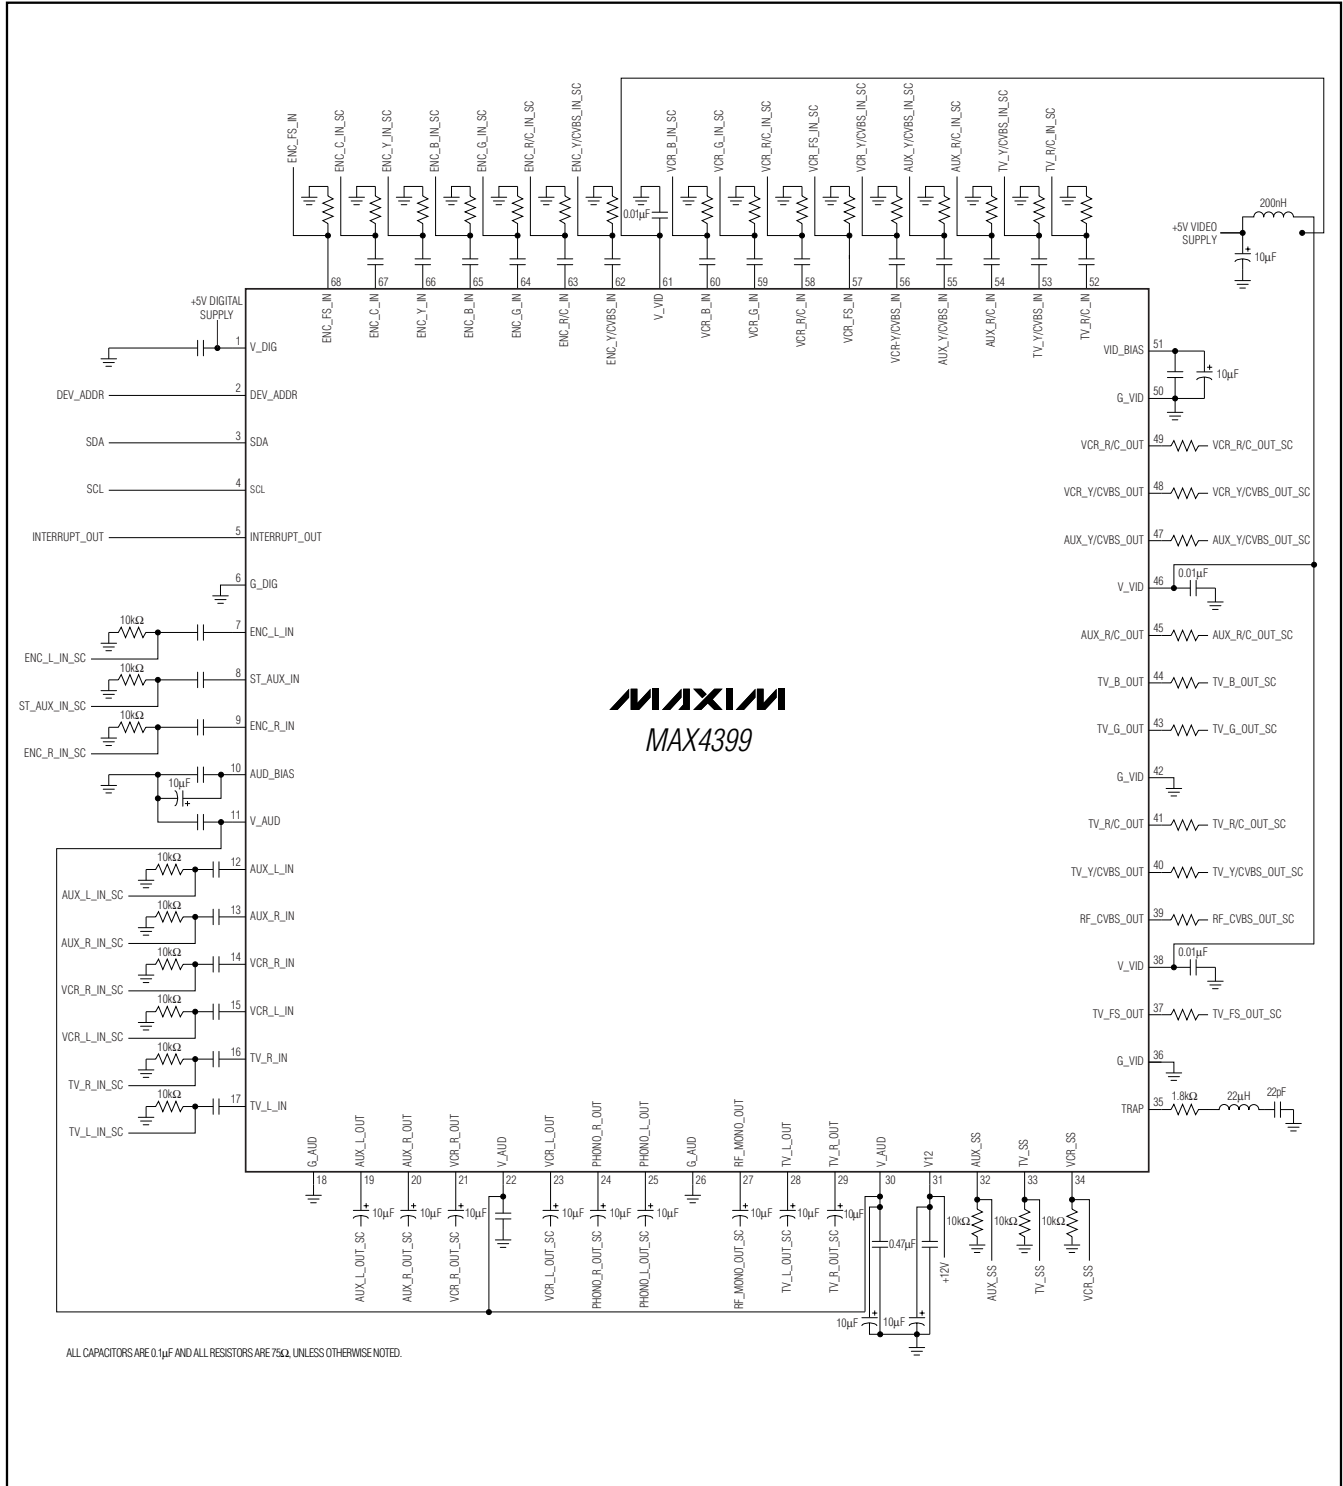 ENC_FS_IN
ENC_C_IN_SC
ENC_Y_IN_SC
ENC_B_IN_SC
ENC_G_IN_SC
ENC_R/C_IN_SC
ENC_Y/CVBS_IN_SC
VCR_B_IN_SC
VCR_G_IN_SC
VCR_R/C_IN_SC
VCR_FS_IN_SC
VCR_Y/CVBS_IN_SC
AUX_Y/CVBS_IN_SC
AUX_R/C_IN_SC
TV_Y/CVBS_IN_SC
TV_R/C_IN_SC
0.01µF
200nH
+5V VIDEO
SUPPLY
10µF
68
67
66
65
64
63
62
61
60
59
58
57
56
55
54
53
52
ENC_FS_IN
ENC_C_IN
ENC_Y_IN
ENC_B_IN
ENC_G_IN
ENC_R/C_IN
ENC_Y/CVBS_IN
V_VID
VCR_B_IN
VCR_G_IN
VCR_R/C_IN
VCR_FS_IN
VCR-Y/CVBS_IN
AUX_Y/CVBS_IN
AUX_R/C_IN
TV_Y/CVBS_IN
TV_R/C_IN
+5V DIGITAL
SUPPLY
1 V_DIG
DEV_ADDR 2 DEV_ADDR
SDA 3 SDA
SCL 4 SCL
INTERRUPT_OUT 5 INTERRUPT_OUT
6 G_DIG
10kΩ
7 ENC_L_IN
ENC_L_IN_SC
10kΩ
8 ST_AUX_IN
ST_AUX_IN_SC
10kΩ
9 ENC_R_IN
ENC_R_IN_SC
10 AUD_BIAS
10µF
11 V_AUD
10kΩ
12 AUX_L_IN
AUX_L_IN_SC
10kΩ
13 AUX_R_IN
AUX_R_IN_SC
10kΩ
14 VCR_R_IN
VCR_R_IN_SC
10kΩ
15 VCR_L_IN
VCR_L_IN_SC
10kΩ
16 TV_R_IN
TV_R_IN_SC
10kΩ
17 TV_L_IN
TV_L_IN_SC
MAXIM
MAX4399
VID_BIAS 51
10µF
G_VID 50
VCR_R/C_OUT 49 VCR_R/C_OUT_SC
VCR_Y/CVBS_OUT 48 VCR_Y/CVBS_OUT_SC
AUX_Y/CVBS_OUT 47 AUX_Y/CVBS_OUT_SC
V_VID 46 0.01µF
AUX_R/C_OUT 45 AUX_R/C_OUT_SC
TV_B_OUT 44 TV_B_OUT_SC
TV_G_OUT 43 TV_G_OUT_SC
G_VID 42
TV_R/C_OUT 41 TV_R/C_OUT_SC
TV_Y/CVBS_OUT 40 TV_Y/CVBS_OUT_SC
RF_CVBS_OUT 39 RF_CVBS_OUT_SC
V_VID 38 0.01µF
TV_FS_OUT 37 TV_FS_OUT_SC
G_VID 36
TRAP 35 1.8kΩ 22µH 22pF
G_AUD
AUX_L_OUT
AUX_R_OUT
VCR_R_OUT
V_AUD
VCR_L_OUT
PHONO_R_OUT
PHONO_L_OUT
G_AUD
RF_MONO_OUT
TV_L_OUT
TV_R_OUT
V_AUD
V12
AUX_SS
TV_SS
VCR_SS
18
19
20
21
22
23
24
25
26
27
28
29
30
31
32
33
34
10µF
10µF
10µF
10µF
10µF
10µF
10µF
10µF
10µF
0.47µF
10kΩ
10kΩ
10kΩ
AUX_L_OUT_SC
AUX_R_OUT_SC
VCR_R_OUT_SC
VCR_L_OUT_SC
PHONO_R_OUT_SC
PHONO_L_OUT_SC
RF_MONO_OUT_SC
TV_L_OUT_SC
TV_R_OUT_SC
+12V
AUX_SS
TV_SS
VCR_SS
10µF
10µF
ALL CAPACITORS ARE 0.1µF AND ALL RESISTORS ARE 75Ω, UNLESS OTHERWISE NOTED.